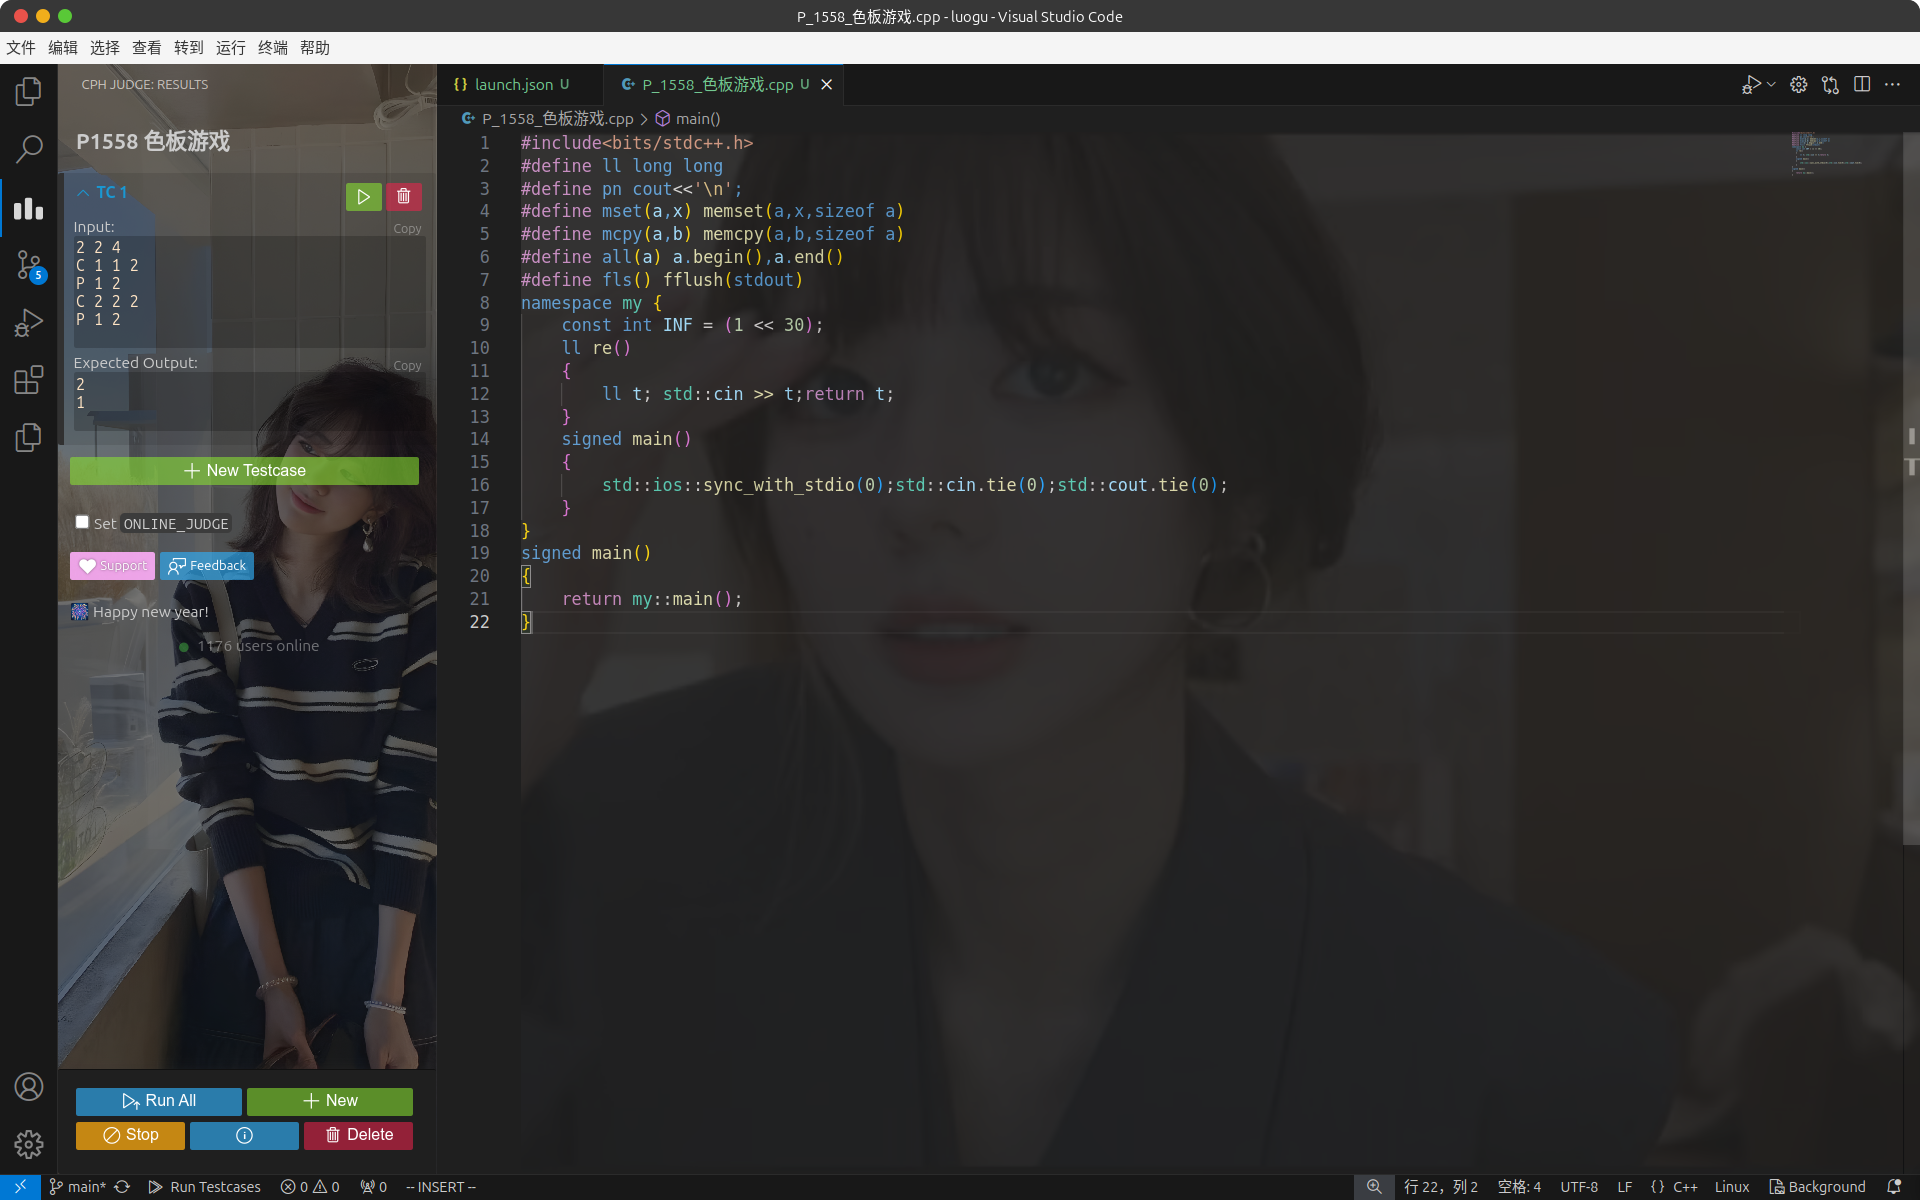 P_1558_色板游戏.cpp - luogu - Visual Studio Code
文件 编辑 选择 查看 转到 运行 终端 帮助
CPH JUDGE: RESULTS
P1558 色板游戏
TC 1
Input:
Copy
2 2 4
C 1 1 2
P 1 2
C 2 2 2
P 1 2
Expected Output:
Copy
2
1
New Testcase
Set ONLINE_JUDGE
Support
Feedback
Happy new year!
1176 users online
Run All
New
Stop
Delete
5
{} launch.json U
P_1558_色板游戏.cpp U
P_1558_色板游戏.cpp > main()
1 #include<bits/stdc++.h>
2 #define ll long long
3 #define pn cout<<'\n';
4 #define mset(a,x) memset(a,x,sizeof a)
5 #define mcpy(a,b) memcpy(a,b,sizeof a)
6 #define all(a) a.begin(),a.end()
7 #define fls() fflush(stdout)
8 namespace my {
9     const int INF = (1 << 30);
10     ll re()
11     {
12         ll t; std::cin >> t;return t;
13     }
14     signed main()
15     {
16         std::ios::sync_with_stdio(0);std::cin.tie(0);std::cout.tie(0);
17     }
18 }
19 signed main()
20 {
21     return my::main();
22 }
main* Run Testcases 0 0 0 -- INSERT -- 行 22，列 2 空格: 4 UTF-8 LF {} C++ Linux Background